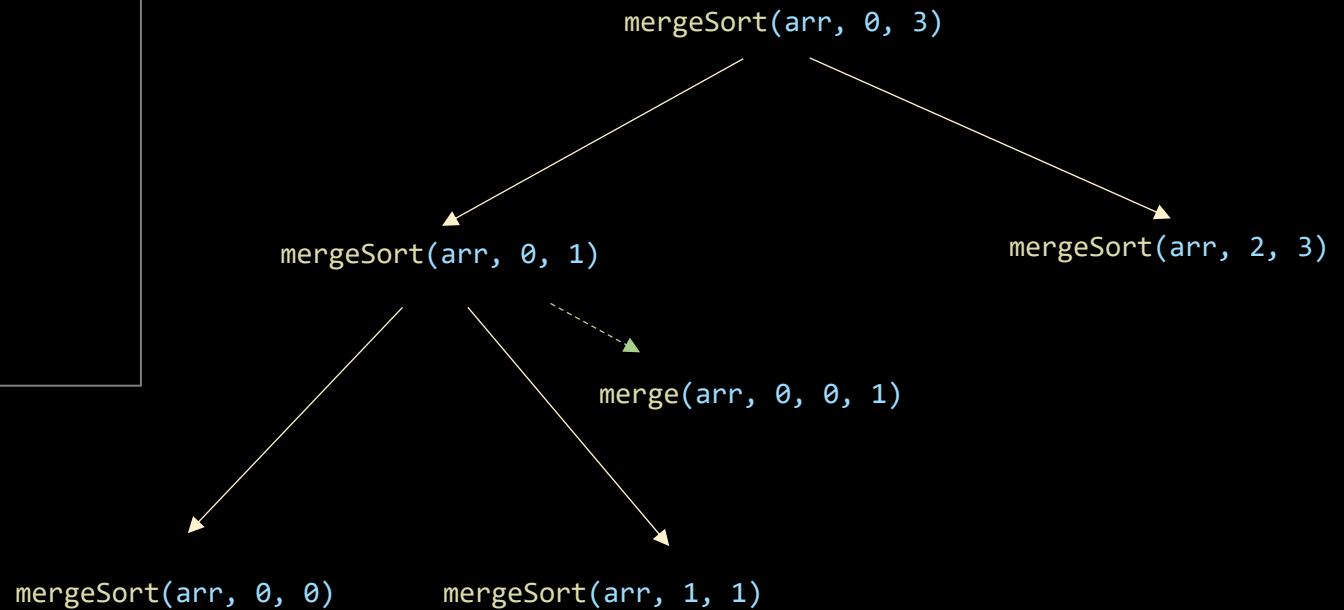 mergeSort(arr, 0, 3)
mergeSort(arr, 0, 1)
mergeSort(arr, 2, 3)
merge(arr, 0, 0, 1)
mergeSort(arr, 0, 0)
mergeSort(arr, 1, 1)